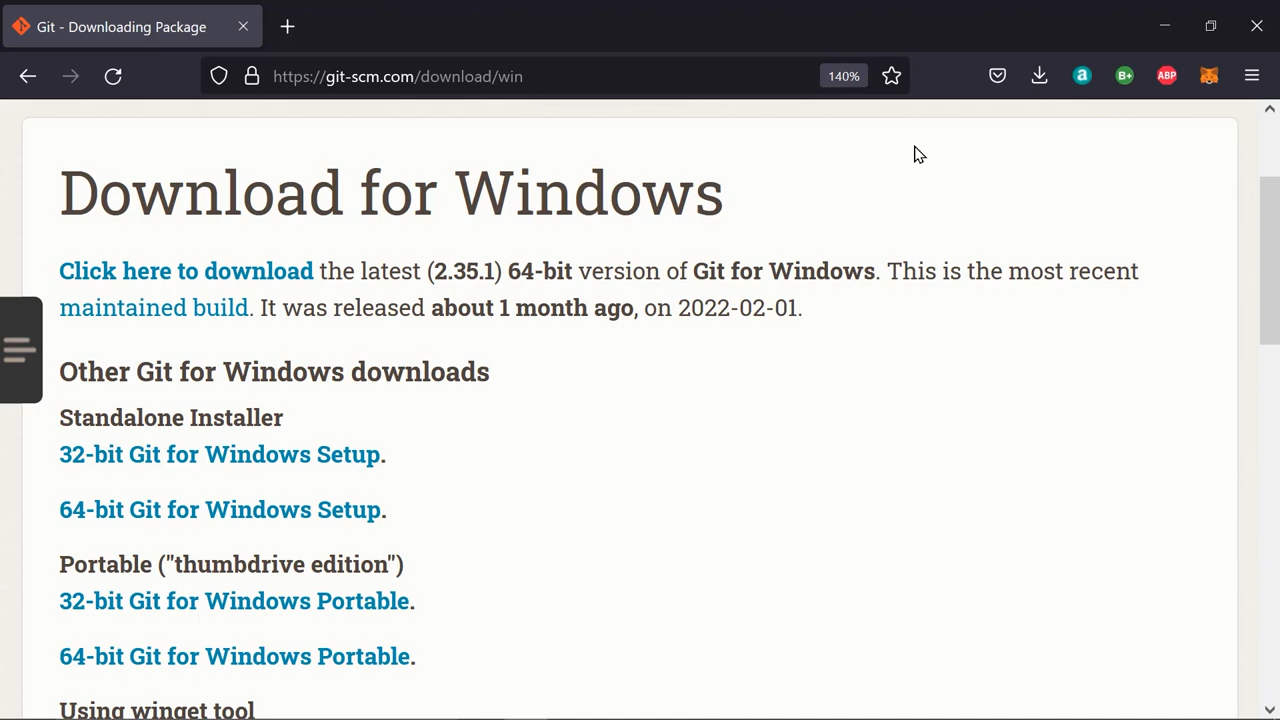 Git - Downloading Package
https://git-scm.com/download/win
140%
a
B+
ABP
Download for Windows
Click here to download the latest (2.35.1) 64-bit version of Git for Windows. This is the most recent
maintained build. It was released about 1 month ago, on 2022-02-01.
Other Git for Windows downloads
Standalone Installer
32-bit Git for Windows Setup.
64-bit Git for Windows Setup.
Portable ("thumbdrive edition")
32-bit Git for Windows Portable.
64-bit Git for Windows Portable.
Using winget tool